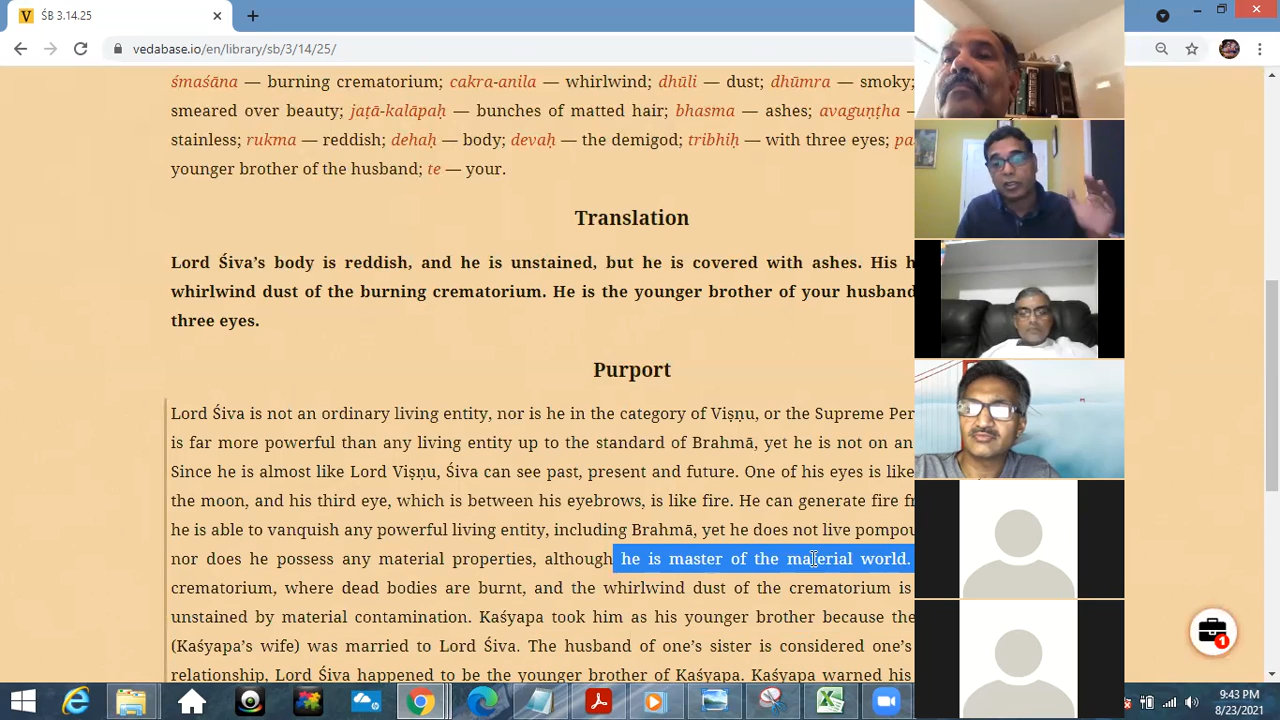 ŚB 3.14.25
vedabase.io/en/library/sb/3/14/25/
śmaśāna — burning crematorium; cakra-anila — whirlwind; dhūli — dust; dhūmra — smoky;
smeared over beauty; jaṭā-kalāpaḥ — bunches of matted hair; bhasma — ashes; avaguṇṭha —
stainless; rukma — reddish; dehaḥ — body; devaḥ — the demigod; tribhiḥ — with three eyes;
younger brother of the husband; te — your.
Translation
Lord Śiva’s body is reddish, and he is unstained, but he is covered with ashes. His
whirlwind dust of the burning crematorium. He is the younger brother of your husband
three eyes.
Purport
Lord Śiva is not an ordinary living entity, nor is he in the category of Viṣṇu, or the Supreme
is far more powerful than any living entity up to the standard of Brahmā, yet he is not on
Since he is almost like Lord Viṣṇu, Śiva can see past, present and future. One of his eyes is like
the moon, and his third eye, which is between his eyebrows, is like fire. He can generate fire
he is able to vanquish any powerful living entity, including Brahmā, yet he does not live
nor does he possess any material properties, although he is master of the material world.
crematorium, where dead bodies are burnt, and the whirlwind dust of the crematorium is
unstained by material contamination. Kaśyapa took him as his younger brother because the
(Kaśyapa’s wife) was married to Lord Śiva. The husband of one’s sister is considered one’s
relationship, Lord Śiva happened to be the younger brother of Kaśyapa. Kaśyapa warned his
1
9:43 PM
8/23/2021